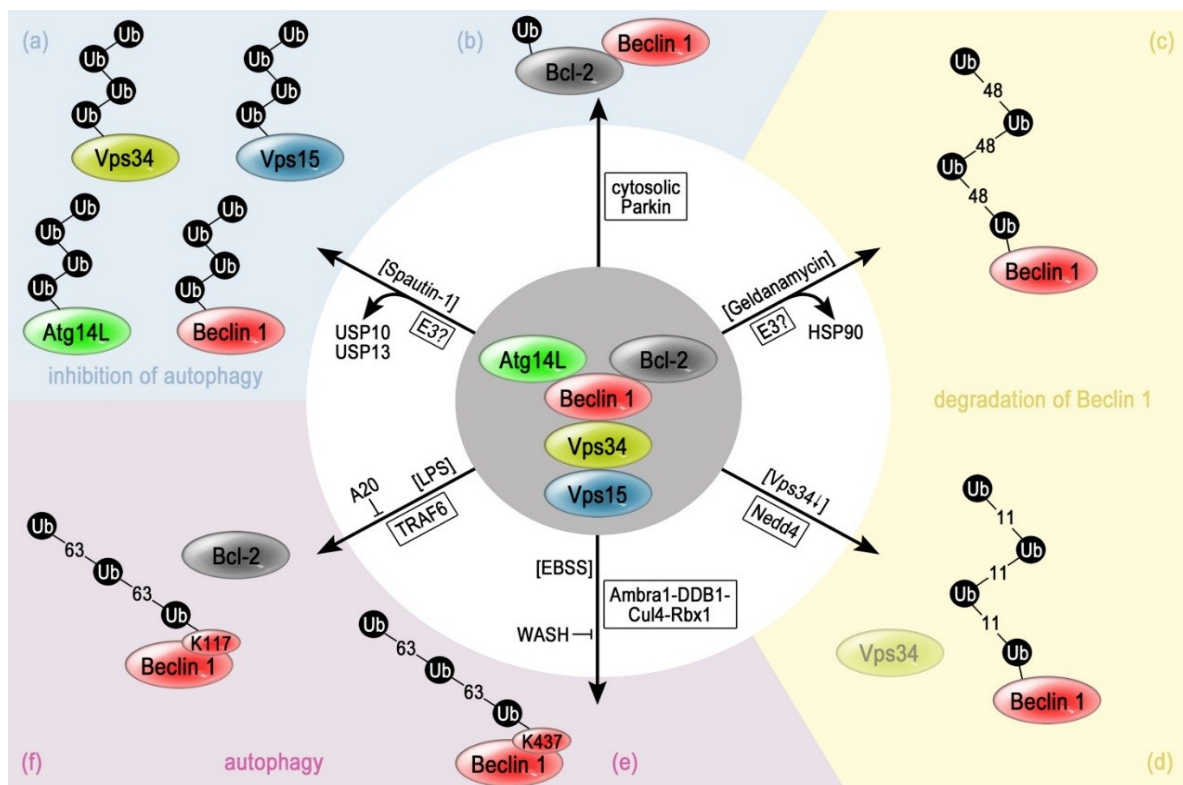 (a)
Ub
Ub
Ub
Ub
Vps34
Ub
Ub
Ub
Ub
Vps15
Ub
Ub
Ub
Ub
Atg14L
Ub
Ub
Ub
Ub
Beclin 1
inhibition of autophagy
(b)
Ub
Bcl-2
Beclin 1
cytosolic
Parkin
(c)
Ub
48
Ub
48
Ub
48
Ub
Beclin 1
degradation of Beclin 1
[Spautin-1]
E3?
USP10
USP13
[Geldanamycin]
E3?
HSP90
Atg14L
Bcl-2
Beclin 1
Vps34
Vps15
A20
[LPS]
TRAF6
[Vps34↓]
Nedd4
[EBSS]
Ambra1-DDB1-
Cul4-Rbx1
WASH
Ub
11
Ub
11
Ub
11
Ub
Vps34
Beclin 1
(d)
Ub
63
Ub
63
Ub
K117
Beclin 1
Bcl-2
Ub
63
Ub
63
Ub
K437
Beclin 1
(f)
autophagy
(e)